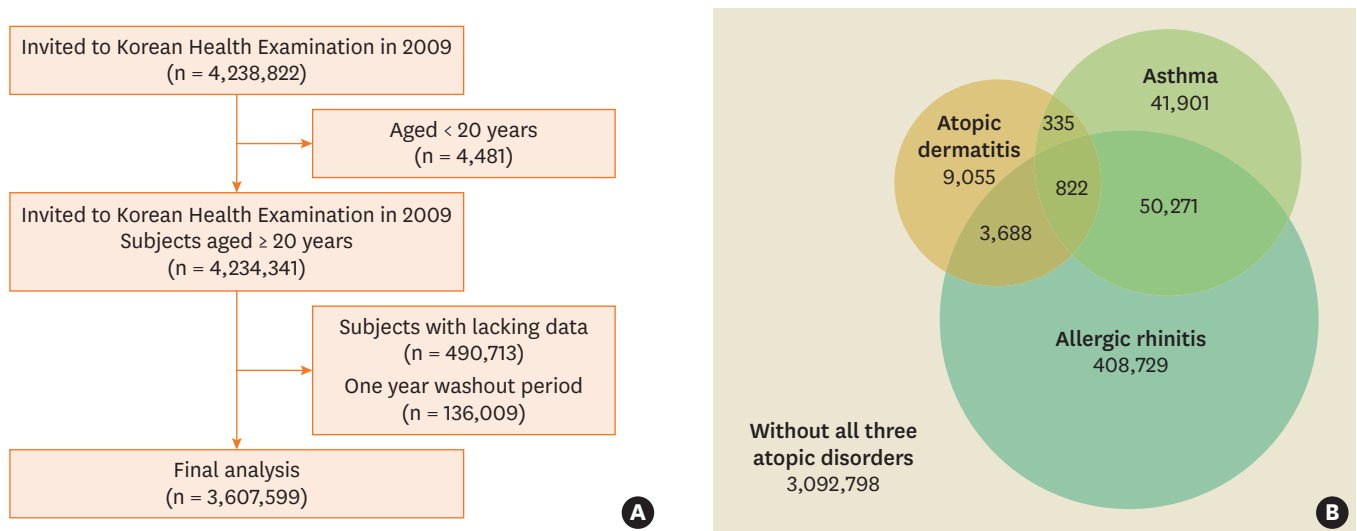 Invited to Korean Health Examination in 2009
(n = 4,238,822)
Aged < 20 years
(n = 4,481)
Invited to Korean Health Examination in 2009
Subjects aged ≥ 20 years
(n = 4,234,341)
Subjects with lacking data
(n = 490,713)
One year washout period
(n = 136,009)
Final analysis
(n = 3,607,599)
A
Asthma
41,901
335
Atopic
dermatitis
9,055
822
50,271
3,688
Allergic rhinitis
408,729
Without all three
atopic disorders
3,092,798
B